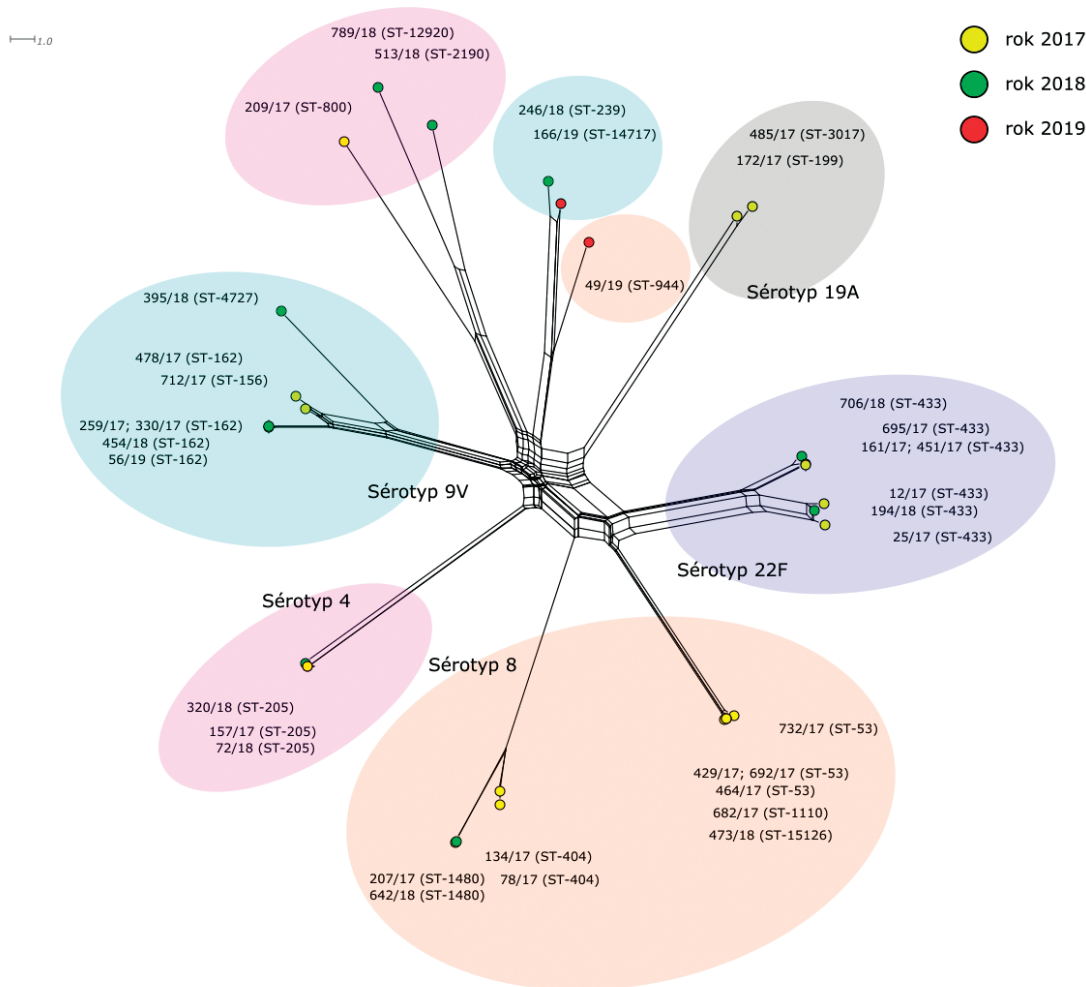 1.0
789/18 (ST-12920)
513/18 (ST-2190)
209/17 (ST-800)
246/18 (ST-239)
166/19 (ST-14717)
485/17 (ST-3017)
172/17 (ST-199)
rok 2017
rok 2018
rok 2019
49/19 (ST-944)
Sérotyp 19A
395/18 (ST-4727)
478/17 (ST-162)
712/17 (ST-156)
259/17; 330/17 (ST-162)
454/18 (ST-162)
56/19 (ST-162)
Sérotyp 9V
706/18 (ST-433)
695/17 (ST-433)
161/17; 451/17 (ST-433)
12/17 (ST-433)
194/18 (ST-433)
25/17 (ST-433)
Sérotyp 22F
Sérotyp 4
320/18 (ST-205)
157/17 (ST-205)
72/18 (ST-205)
Sérotyp 8
732/17 (ST-53)
429/17; 692/17 (ST-53)
464/17 (ST-53)
682/17 (ST-1110)
473/18 (ST-15126)
134/17 (ST-404)
78/17 (ST-404)
207/17 (ST-1480)
642/18 (ST-1480)